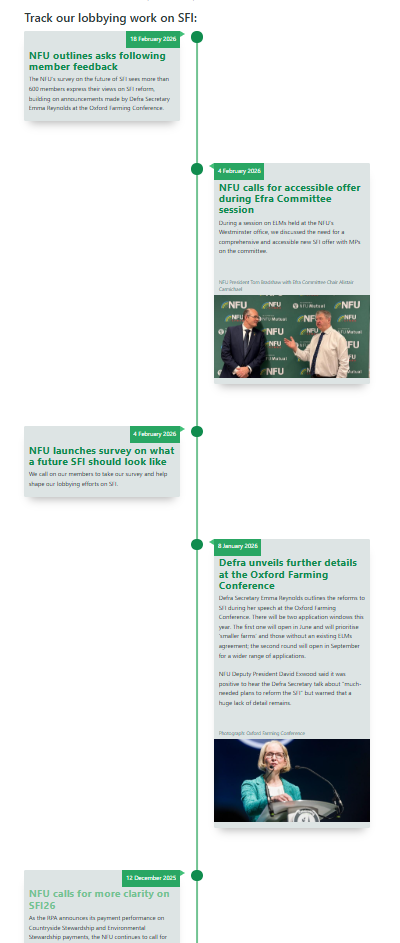 Track our lobbying work on SFI:
18 February 2026
NFU outlines asks following
member feedback
The NFU's survey on the future of SFI sees more than
600 members express their views on SFI reform,
building on announcements made by Defra Secretary
Emma Reynolds at the Oxford Farming Conference.
4 February 2026
NFU calls for accessible offer
during Efra Committee
session
During a session on ELMs held at the NFU's
Westminster office, we discussed the need for a
comprehensive and accessible new SFI offer with MPs
on the committee.
NFU President Tom Bradshaw with Efra Committee Chair Alistair
Carmichael
NFU
NFU
NFU
NFU Mutual
NFU Mutual
NFU
NFU
4 February 2026
NFU launches survey on what
a future SFI should look like
We call on our members to take our survey and help
shape our lobbying efforts on SFI.
8 January 2026
Defra unveils further details
at the Oxford Farming
Conference
Defra Secretary Emma Reynolds outlines the reforms to
SFI during her speech at the Oxford Farming
Conference. There will be two application windows this
year. The first one will open in June and will prioritise
'smaller farms' and those without an existing ELMs
agreement; the second round will open in September
for a wider range of applications.
NFU Deputy President David Exwood said it was
positive to hear the Defra Secretary talk about "much-
needed plans to reform the SFI" but warned that a
huge lack of detail remains.
Photograph: Oxford Farming Conference
12 December 2025
NFU calls for more clarity on
SFI26
As the RPA announces its payment performance on
Countryside Stewardship and Environmental
Stewardship payments, the NFU continues to call for